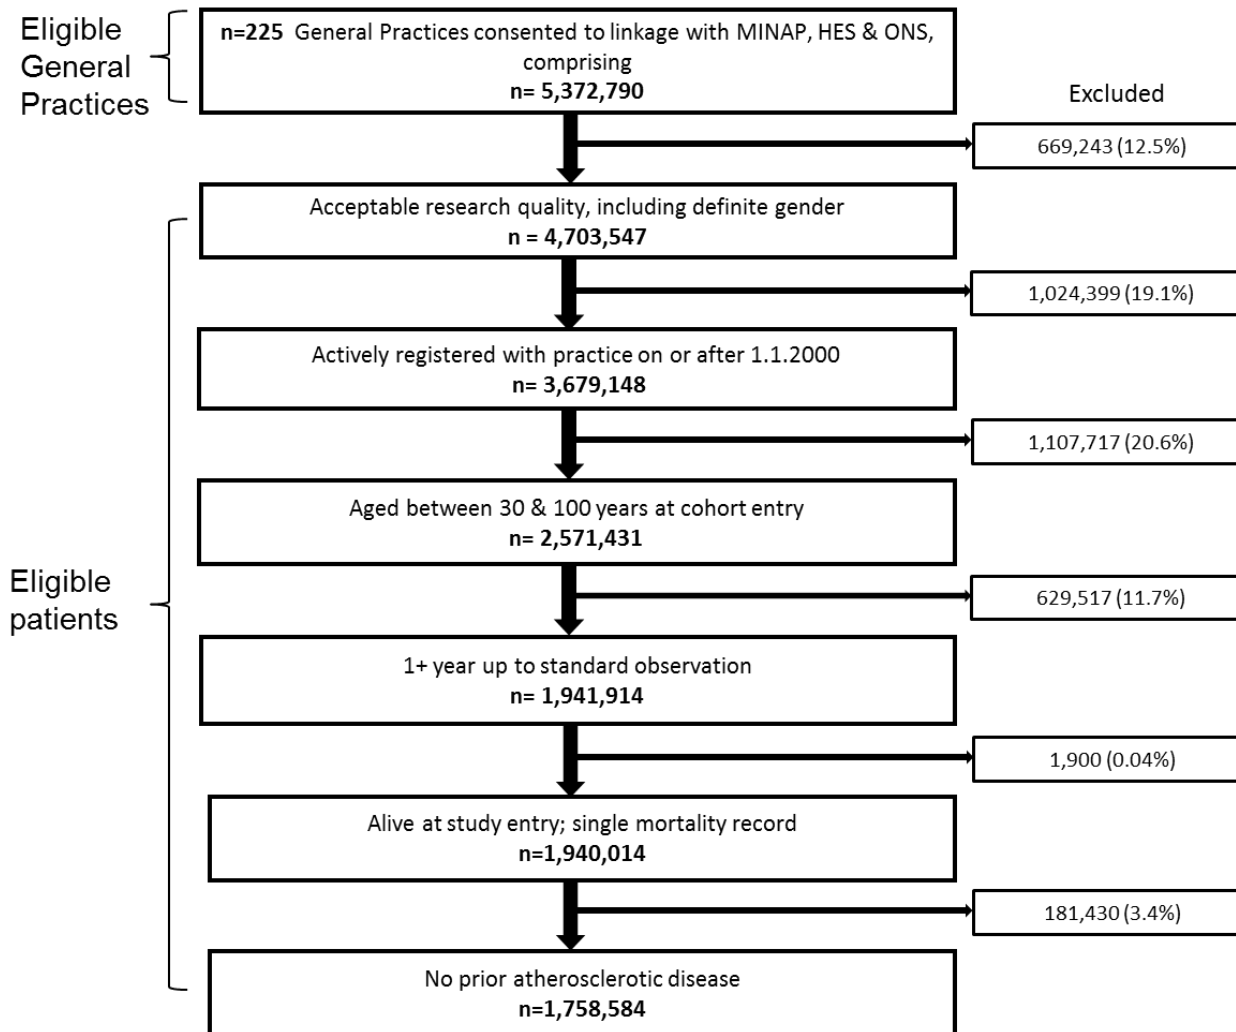 Eligible
General
Practices
n=225 General Practices consented to linkage with MINAP, HES & ONS,
comprising
n= 5,372,790
Excluded
669,243 (12.5%)
Acceptable research quality, including definite gender
n = 4,703,547
1,024,399 (19.1%)
Actively registered with practice on or after 1.1.2000
n= 3,679,148
1,107,717 (20.6%)
Aged between 30 & 100 years at cohort entry
n= 2,571,431
Eligible
patients
629,517 (11.7%)
1+ year up to standard observation
n= 1,941,914
1,900 (0.04%)
Alive at study entry; single mortality record
n=1,940,014
181,430 (3.4%)
No prior atherosclerotic disease
n=1,758,584